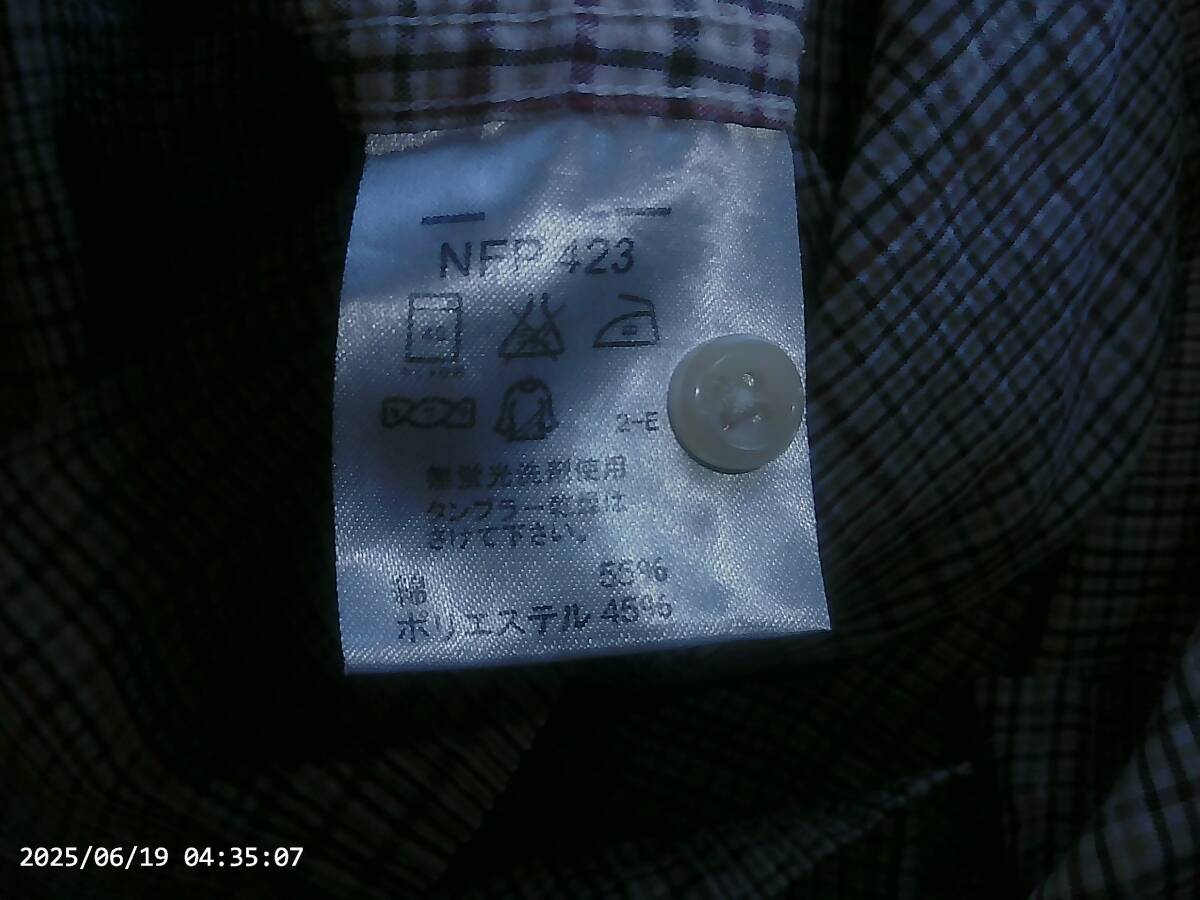 NFP 423
2-E
無蛍光洗剤使用
タンブラー乾燥は
さけて下さい。
綿 55%
ポリエステル 45%
2025/06/19 04:35:07